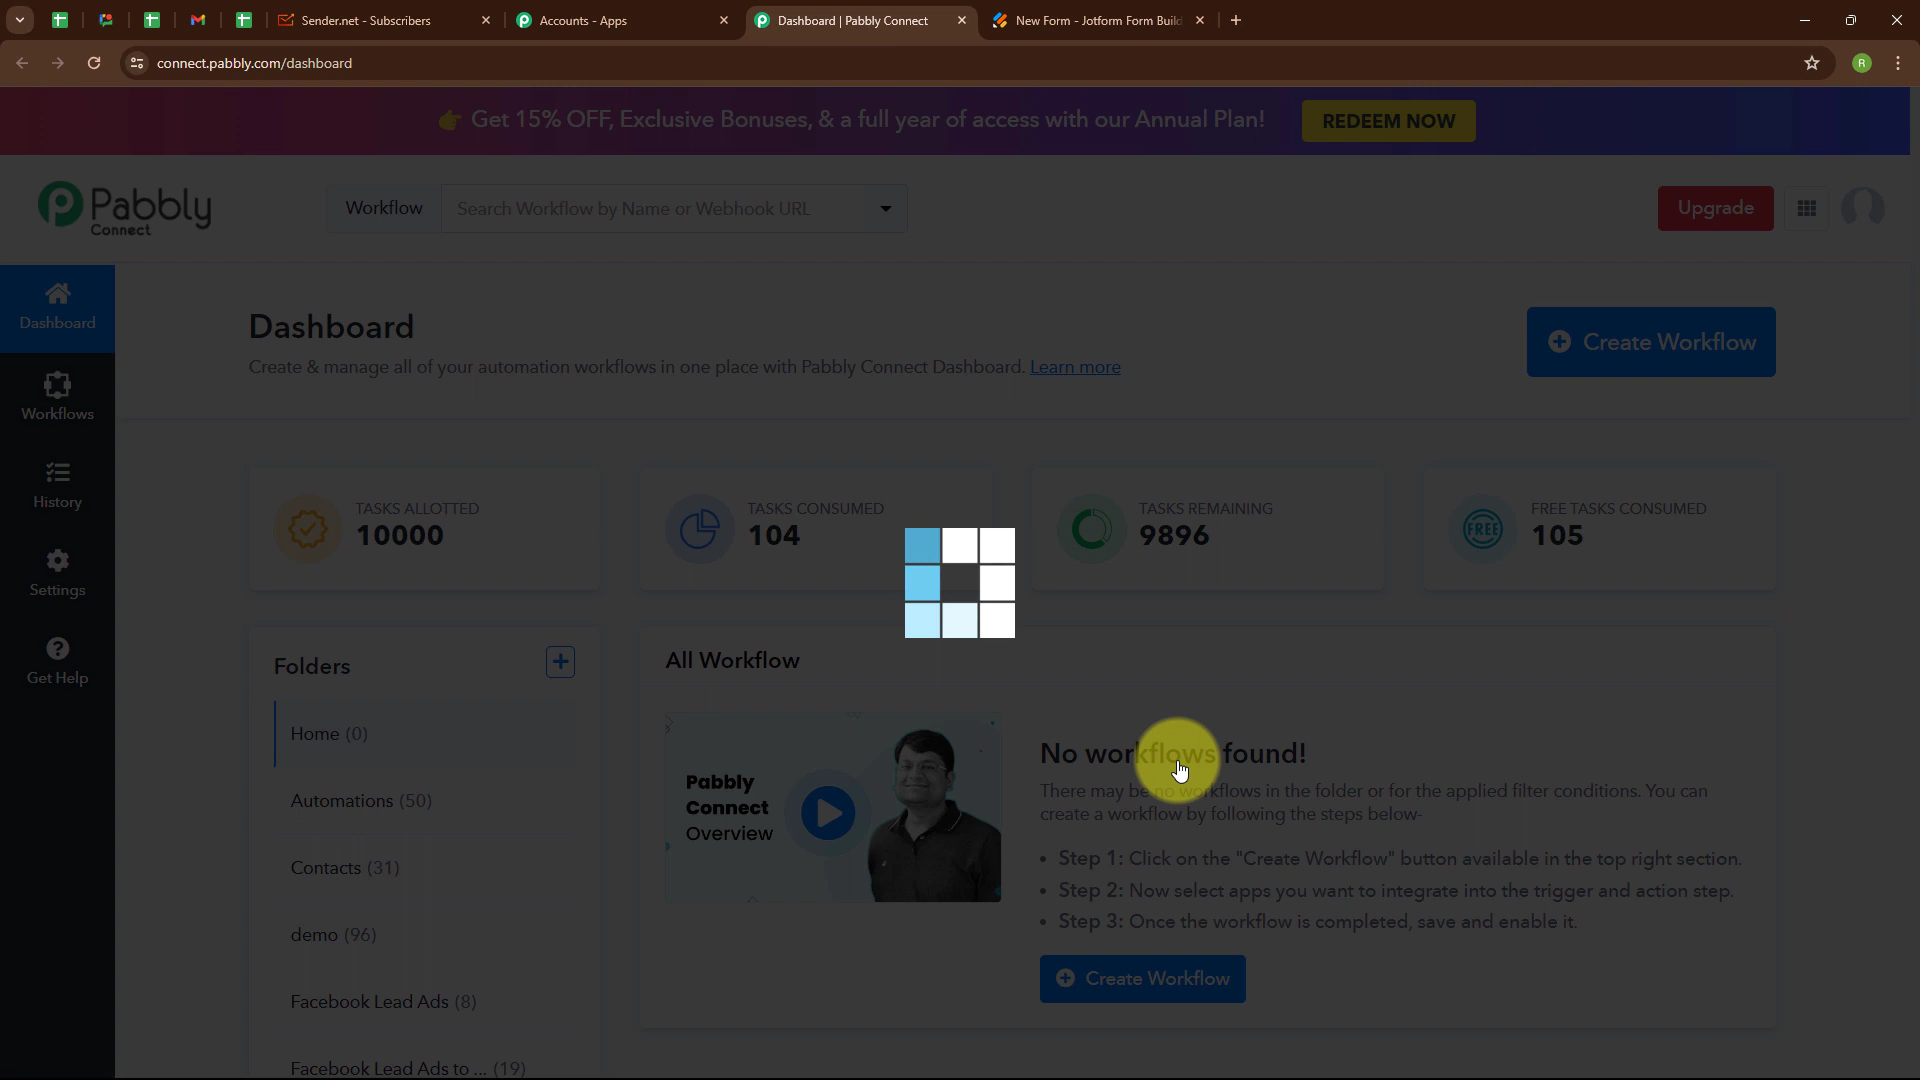 Sender.net - Subscribers
Accounts - Apps
Dashboard | Pabbly Connect
New Form - Jotform Form Build
connect.pabbly.com/dashboard
R
👉 Get 15% OFF, Exclusive Bonuses, & a full year of access with our Annual Plan!
REDEEM NOW
Pabbly
Connect
Workflow
Search Workflow by Name or Webhook URL
Upgrade
Dashboard
Workflows
History
Settings
Get Help
Dashboard
Create & manage all of your automation workflows in one place with Pabbly Connect Dashboard. Learn more
Create Workflow
TASKS ALLOTTED
10000
TASKS CONSUMED
104
TASKS REMAINING
9896
FREE
FREE TASKS CONSUMED
105
Folders
Home (0)
Automations (50)
Contacts (31)
demo (96)
Facebook Lead Ads (8)
Facebook Lead Ads to ... (19)
All Workflow
Pabbly
Connect
Overview
No workflows found!
There may be no workflows in the folder or for the applied filter conditions. You can
create a workflow by following the steps below-
• Step 1: Click on the "Create Workflow" button available in the top right section.
• Step 2: Now select apps you want to integrate into the trigger and action step.
• Step 3: Once the workflow is completed, save and enable it.
Create Workflow